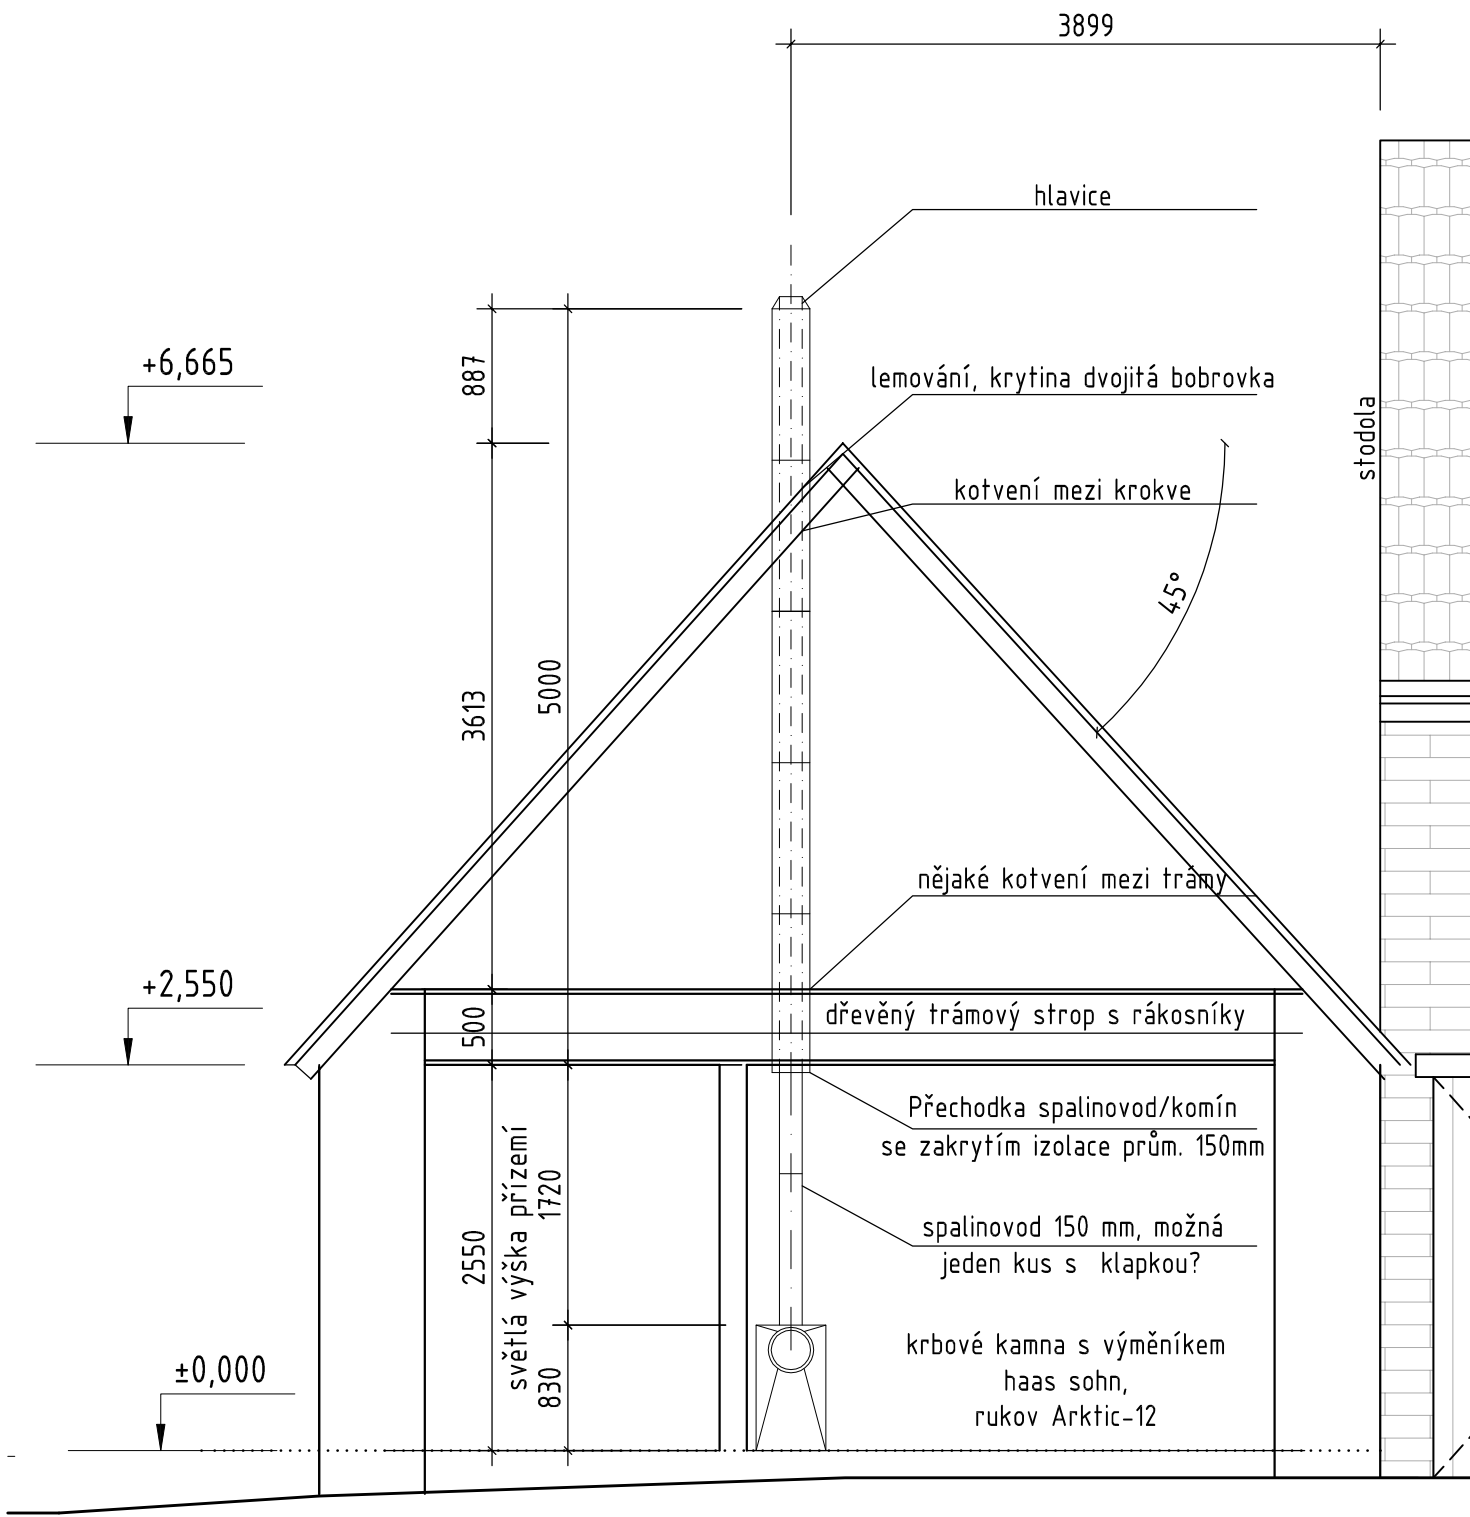 3899
hlavice
+6,665
887
lemování, krytina dvojitá bobrovka
stodola
kotvení mezi krokve
45°
3613
5000
nějaké kotvení mezi trámy
+2,550
500
dřevěný trámový strop s rákosníky
Přechodka spalinovod/komín
se zakrytím izolace prům. 150mm
světlá výška přízemí
1720
2550
spalinovod 150 mm, možná
jeden kus s klapkou?
krbové kamna s výměníkem
haas sohn,
rukov Arktic-12
±0,000
830